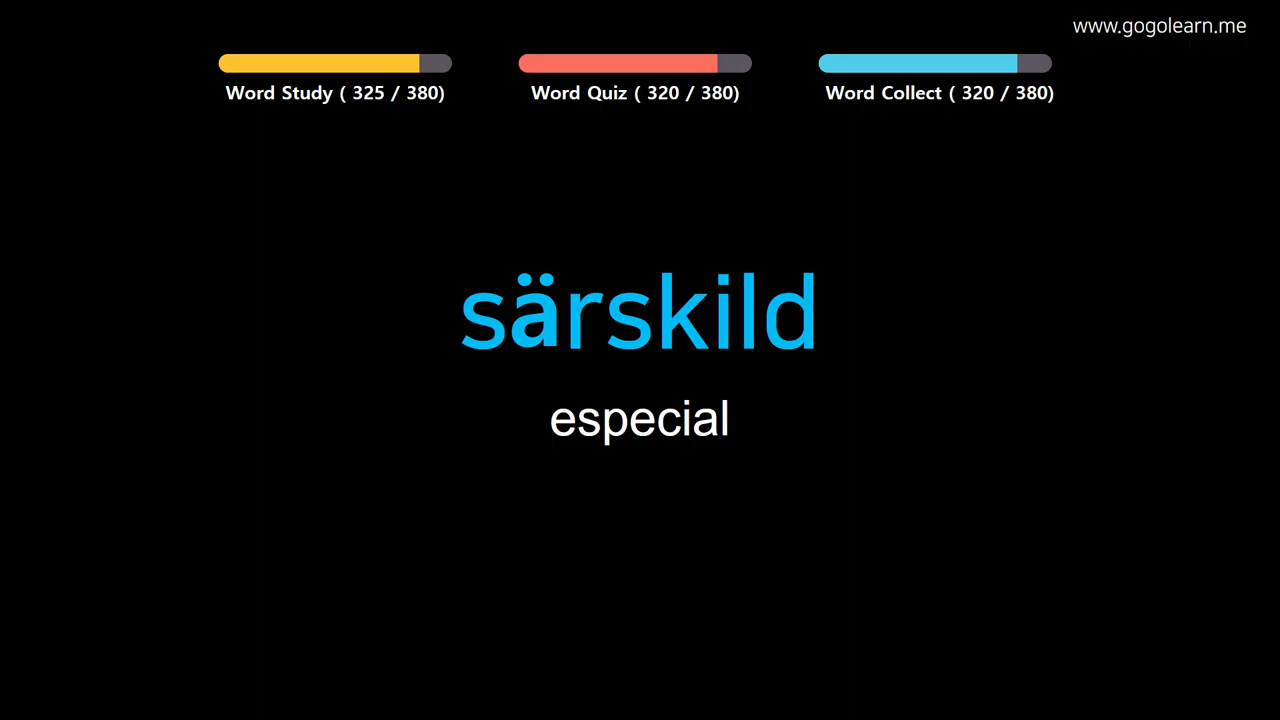 www.gogolearn.me
Word Study ( 325 / 380)
Word Quiz ( 320 / 380)
Word Collect ( 320 / 380)
särskild
especial